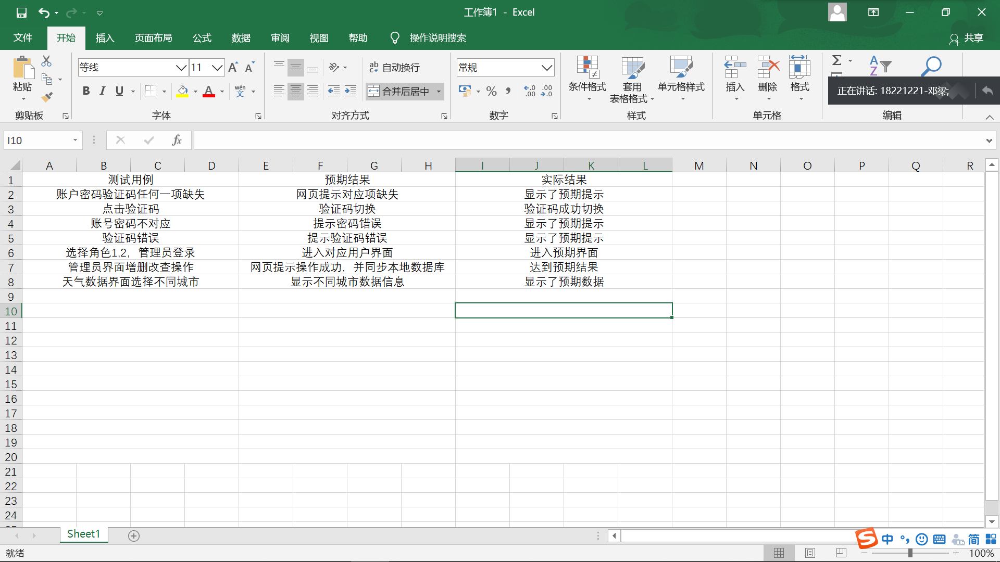 工作簿1 - Excel
文件 开始 插入 页面布局 公式 数据 审阅 视图 帮助 操作说明搜索 共享
粘贴 等线 11 自动换行 常规 条件格式 套用 表格格式 单元格样式 插入 删除 格式
B I U A wén 文 合并后居中 % .00
正在讲话: 18221221-邓梁;
剪贴板 字体 对齐方式 数字 样式 单元格 编辑
I10 fx
A B C D E F G H I J K L M N O P Q R
1 测试用例 预期结果 实际结果
2 账户密码验证码任何一项缺失 网页提示对应项缺失 显示了预期提示
3 点击验证码 验证码切换 验证码成功切换
4 账号密码不对应 提示密码错误 显示了预期提示
5 验证码错误 提示验证码错误 显示了预期提示
6 选择角色1,2，管理员登录 进入对应用户界面 进入预期界面
7 管理员界面增删改查操作 网页提示操作成功，并同步本地数据库 达到预期结果
8 天气数据界面选择不同城市 显示不同城市数据信息 显示了预期数据
9
10
11
12
13
14
15
16
17
18
19
20
21
22
23
24
Sheet1
中 简
就绪 100%